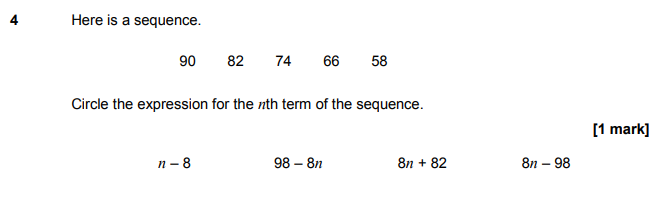 4 Here is a sequence.
90 82 74 66 58
Circle the expression for the nth term of the sequence.
[1 mark]
n – 8 98 – 8n 8n + 82 8n – 98